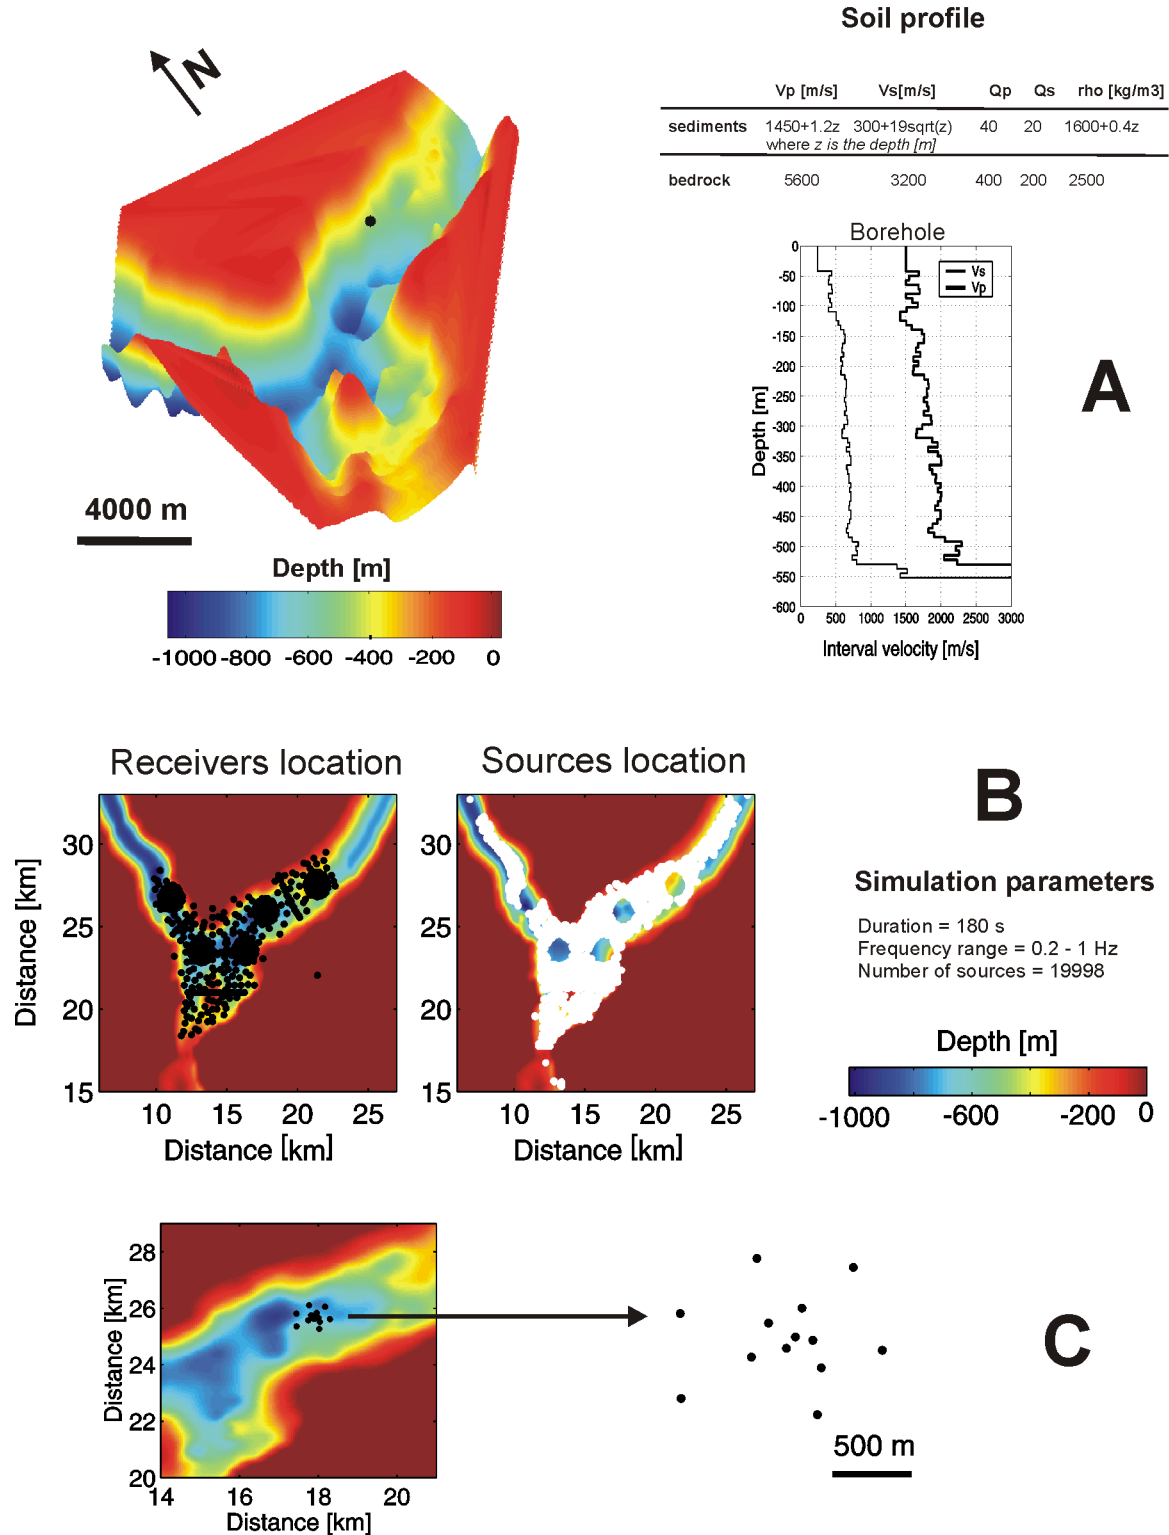 Soil profile
N
Vp [m/s] Vs[m/s] Qp Qs rho [kg/m3]
sediments 1450+1.2z 300+19sqrt(z) 40 20 1600+0.4z
where z is the depth [m]
bedrock 5600 3200 400 200 2500
Borehole
0
-50
-100
-150
-200
-250
-300
-350
-400
-450
-500
-550
-600
Depth [m]
Vs
Vp
0 500 1000 1500 2000 2500 3000
Interval velocity [m/s]
A
4000 m
Depth [m]
-1000 -800 -600 -400 -200 0
Receivers location
Sources location
B
30
25
20
15
Distance [km]
10 15 20 25
Distance [km]
10 15 20 25
Distance [km]
Simulation parameters
Duration = 180 s
Frequency range = 0.2 - 1 Hz
Number of sources = 19998
Depth [m]
-1000 -600 -200 0
28
26
24
22
20
Distance [km]
14 16 18 20
Distance [km]
C
500 m